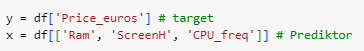 y = df['Price_euros'] # target
x = df[['Ram', 'ScreenH', 'CPU_freq']] # Prediktor